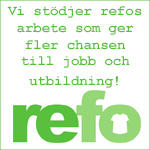 Vi stödjer refos
arbete som ger
fler chansen
till jobb och
utbildning!
refo